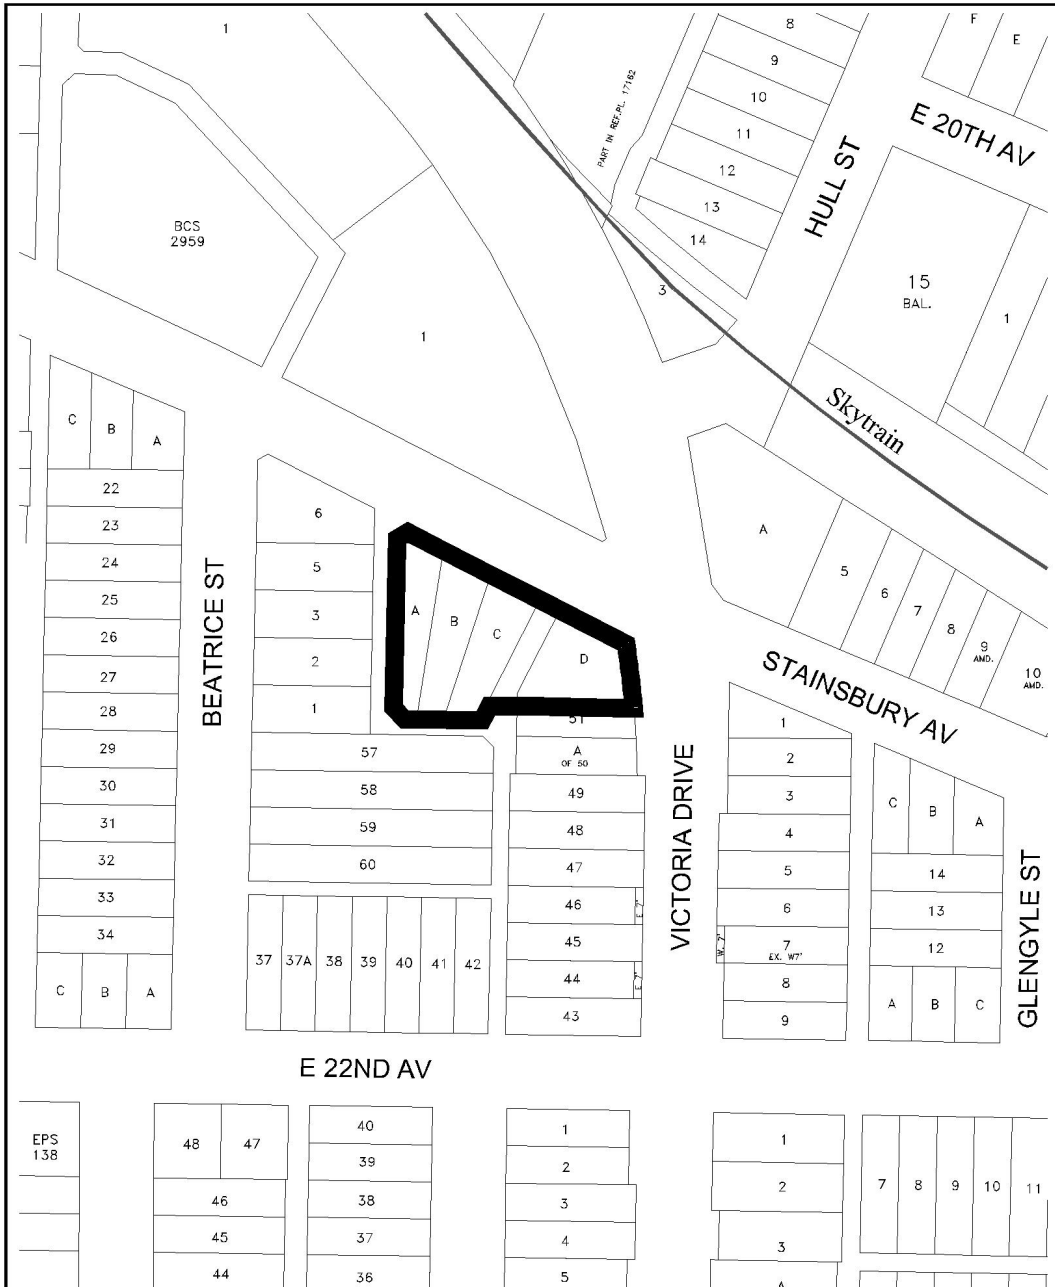 1
8
F
E
9
10
11
12
13
14
PART IN REF.PL. 17162
E 20TH AV
HULL ST
BCS
2959
3
15
BAL.
1
1
Skytrain
C
B
A
22
23
24
25
26
27
28
29
30
31
32
33
34
C
B
A
BEATRICE ST
6
5
3
2
1
A
B
C
D
57
58
59
60
51
A
OF 50
49
48
47
46
E.7'
45
44
E.7'
43
37
37A
38
39
40
41
42
VICTORIA DRIVE
A
5
6
7
8
9
AMD.
10
AMD.
STAINSBURY AV
1
2
3
4
5
6
W. 7'
7
EX. W7'
8
9
C
B
A
14
13
12
A
B
C
GLENGYLE ST
E 22ND AV
EPS
138
48
47
46
45
44
40
39
38
37
36
1
2
3
4
5
1
2
3
A
7
8
9
10
11